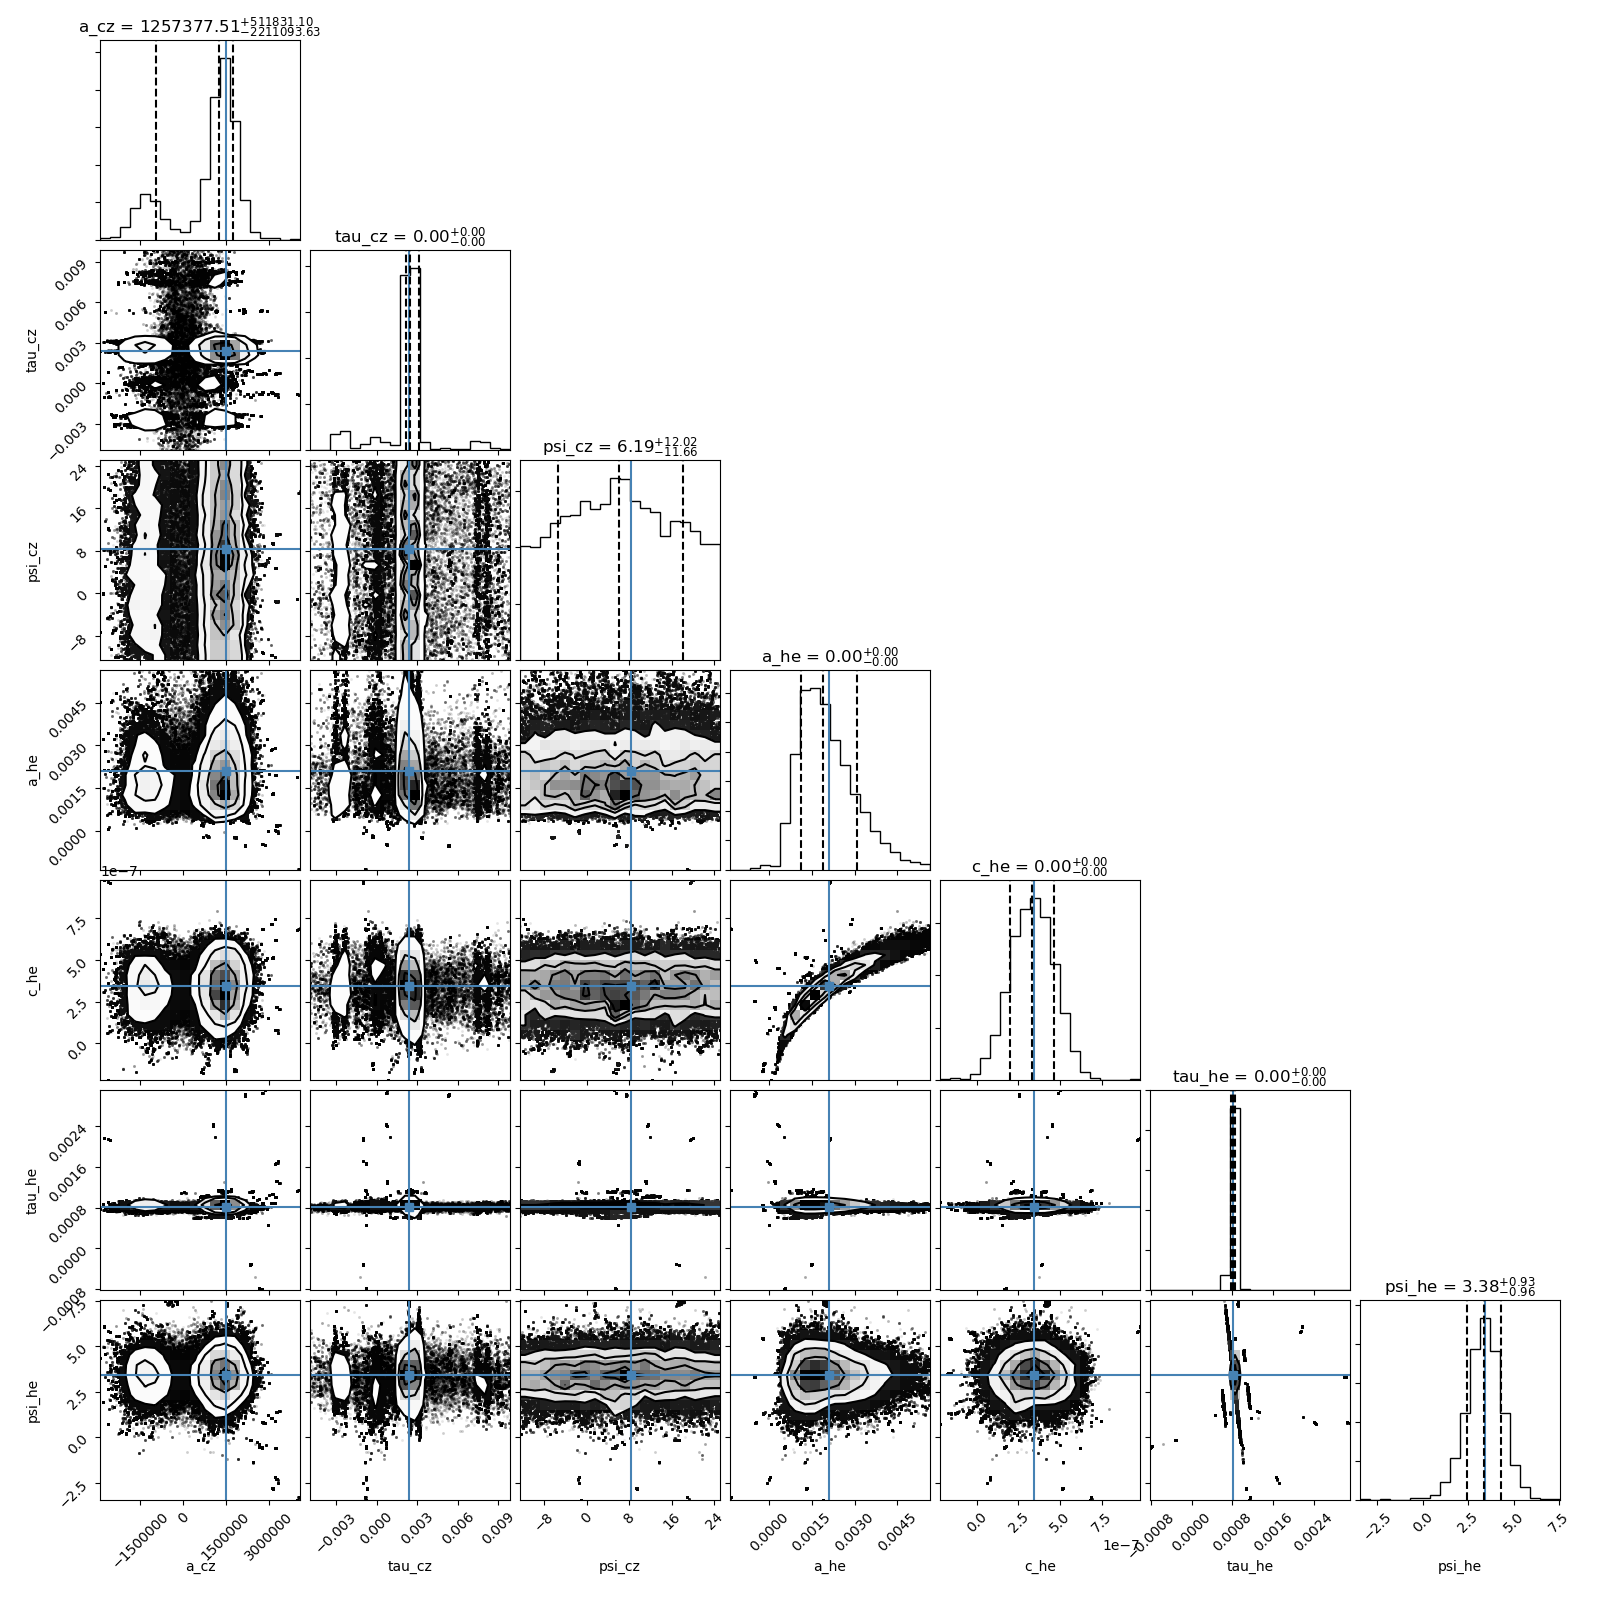 a_cz = 1257377.51+511831.10−2211093.63
tau_cz = 0.00+0.00−0.00
0.009
0.006
0.003
0.000
−0.003
tau_cz
psi_cz = 6.19+12.02−11.66
24
16
8
0
−8
psi_cz
a_he = 0.00+0.00−0.00
0.0045
0.0030
0.0015
0.0000
a_he
c_he = 0.00+0.00−0.00
1e−7
7.5
5.0
2.5
0.0
c_he
tau_he = 0.00+0.00−0.00
0.0024
0.0016
0.0008
0.0000
−0.0008
tau_he
psi_he = 3.38+0.93−0.96
7.5
5.0
2.5
0.0
−2.5
psi_he
−1500000 0 1500000 3000000
−0.003 0.000 0.003 0.006 0.009
−8 0 8 16 24
0.0000 0.0015 0.0030 0.0045
0.0 2.5 5.0 7.5
1e−7
−0.0008 0.0000 0.0008 0.0016 0.0024
−2.5 0.0 2.5 5.0 7.5
a_cz tau_cz psi_cz a_he c_he tau_he psi_he